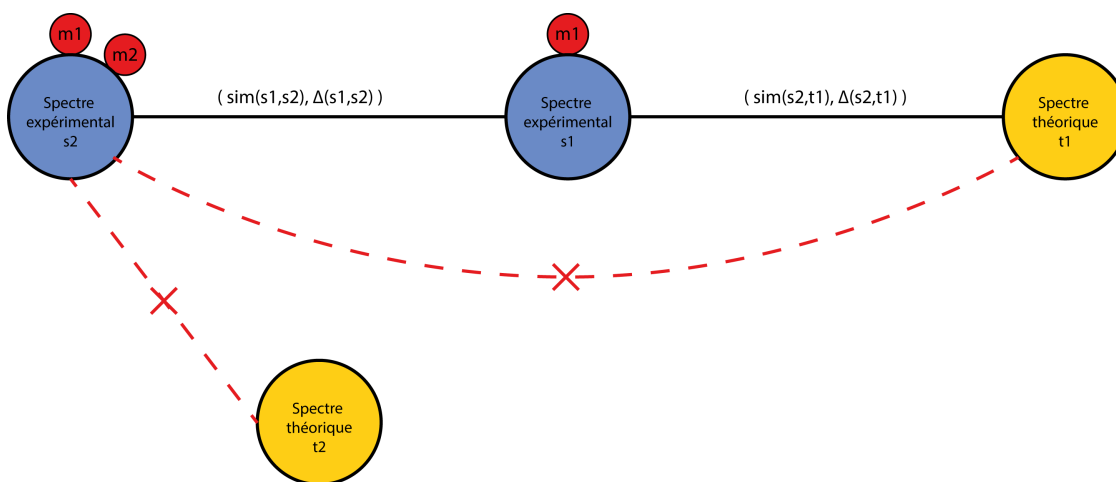 m1
m2
Spectre
expérimental
s2
( sim(s1,s2), Δ(s1,s2) )
m1
Spectre
expérimental
s1
( sim(s2,t1), Δ(s2,t1) )
Spectre
théorique
t1
Spectre
théorique
t2